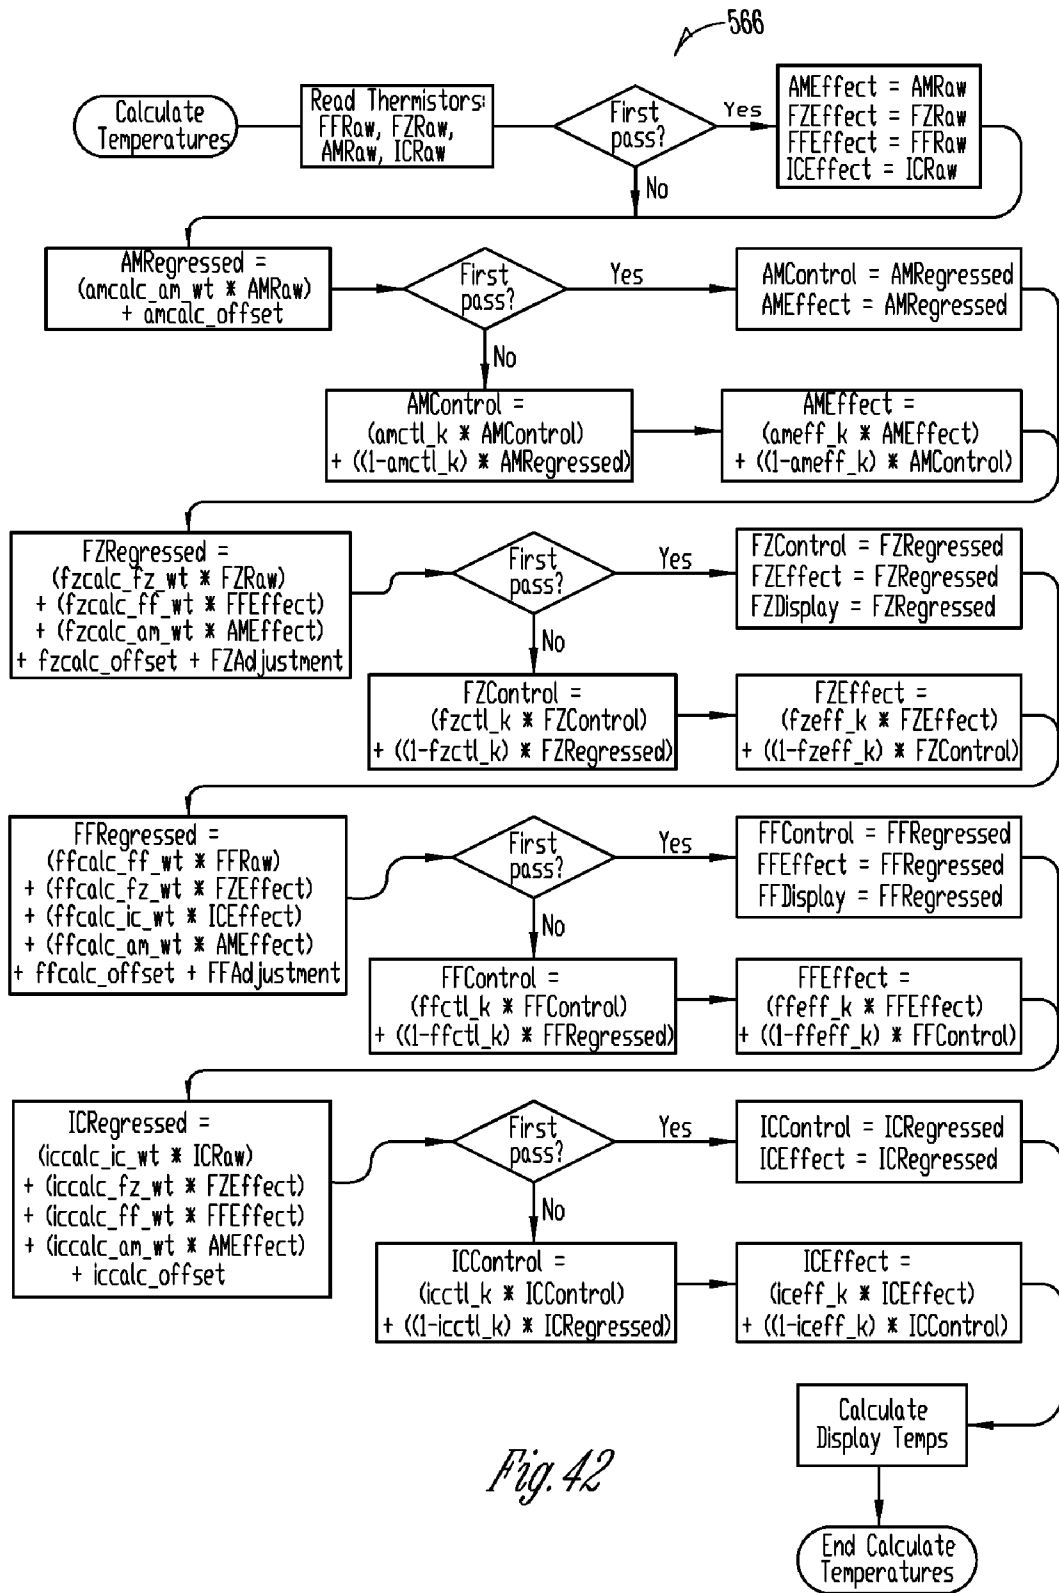 566
Calculate
Temperatures
Read Thermistors:
FFRaw, FZRaw,
AMRaw, ICRaw
First
pass?
Yes
No
AMEffect = AMRaw
FZEffect = FZRaw
FFEffect = FFRaw
ICEffect = ICRaw
AMRegressed =
(amcalc_am_wt * AMRaw)
+ amcalc_offset
First
pass?
Yes
No
AMControl = AMRegressed
AMEffect = AMRegressed
AMControl =
(amctl_k * AMControl)
+ ((1-amctl_k) * AMRegressed)
AMEffect =
(ameff_k * AMEffect)
+ ((1-ameff_k) * AMControl)
FZRegressed =
(fzcalc_fz_wt * FZRaw)
+ (fzcalc_ff_wt * FFEffect)
+ (fzcalc_am_wt * AMEffect)
+ fzcalc_offset + FZAdjustment
First
pass?
Yes
No
FZControl = FZRegressed
FZEffect = FZRegressed
FZDisplay = FZRegressed
FZControl =
(fzctl_k * FZControl)
+ ((1-fzctl_k) * FZRegressed)
FZEffect =
(fzeff_k * FZEffect)
+ ((1-fzeff_k) * FZControl)
FFRegressed =
(ffcalc_ff_wt * FFRaw)
+ (ffcalc_fz_wt * FZEffect)
+ (ffcalc_ic_wt * ICEffect)
+ (ffcalc_am_wt * AMEffect)
+ ffcalc_offset + FFAdjustment
First
pass?
Yes
No
FFControl = FFRegressed
FFEffect = FFRegressed
FFDisplay = FFRegressed
FFControl =
(ffctl_k * FFControl)
+ ((1-ffctl_k) * FFRegressed)
FFEffect =
(ffeff_k * FFEffect)
+ ((1-ffeff_k) * FFControl)
ICRegressed =
(iccalc_ic_wt * ICRaw)
+ (iccalc_fz_wt * FZEffect)
+ (iccalc_ff_wt * FFEffect)
+ (iccalc_am_wt * AMEffect)
+ iccalc_offset
First
pass?
Yes
No
ICControl = ICRegressed
ICEffect = ICRegressed
ICControl =
(icctl_k * ICControl)
+ ((1-icctl_k) * ICRegressed)
ICEffect =
(iceff_k * ICEffect)
+ ((1-iceff_k) * ICControl)
Calculate
Display Temps
End Calculate
Temperatures
Fig. 42